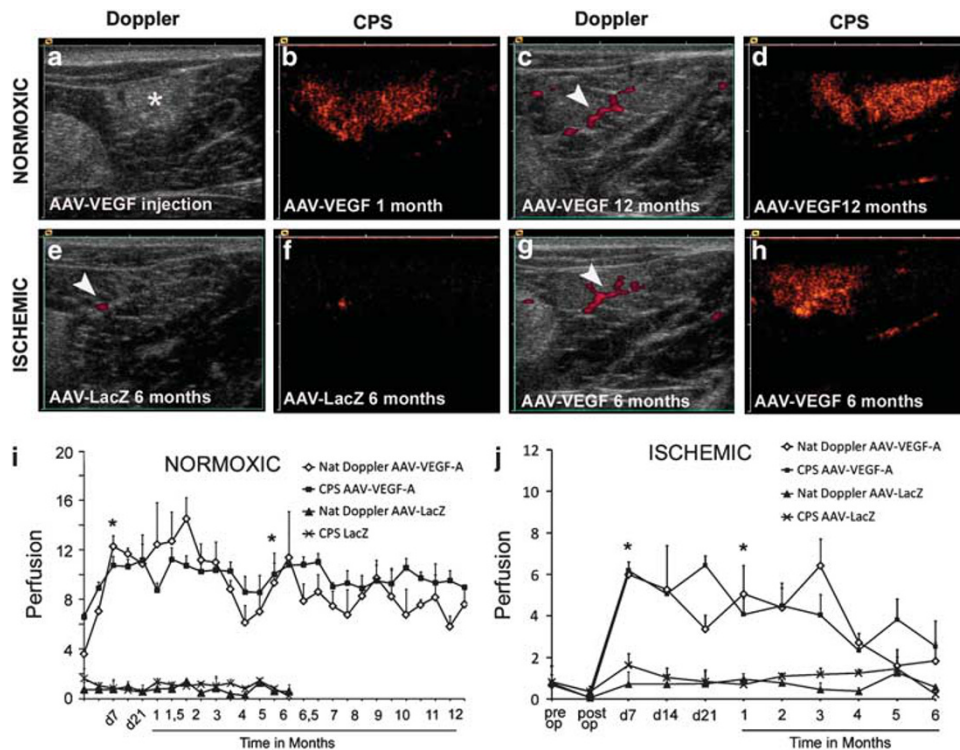 Doppler CPS Doppler CPS
NORMOXIC
a
*
AAV-VEGF injection
b
AAV-VEGF 1 month
c
AAV-VEGF 12 months
d
AAV-VEGF12 months
ISCHEMIC
e
AAV-LacZ 6 months
f
AAV-LacZ 6 months
g
AAV-VEGF 6 months
h
AAV-VEGF 6 months
i
NORMOXIC
Nat Doppler AAV-VEGF-A
CPS AAV-VEGF-A
Nat Doppler AAV-LacZ
CPS LacZ
Perfusion
20
16
12
8
4
0
* *
d7 d21 1 1,5 2 3 4 5 6 6,5 7 8 9 10 11 12
Time in Months
j
ISCHEMIC
Nat Doppler AAV-VEGF-A
CPS AAV-VEGF-A
Nat Doppler AAV-LacZ
CPS AAV-LacZ
Perfusion
12
10
8
6
4
2
0
* *
pre op post op d7 d14 d21 1 2 3 4 5 6
Time in Months